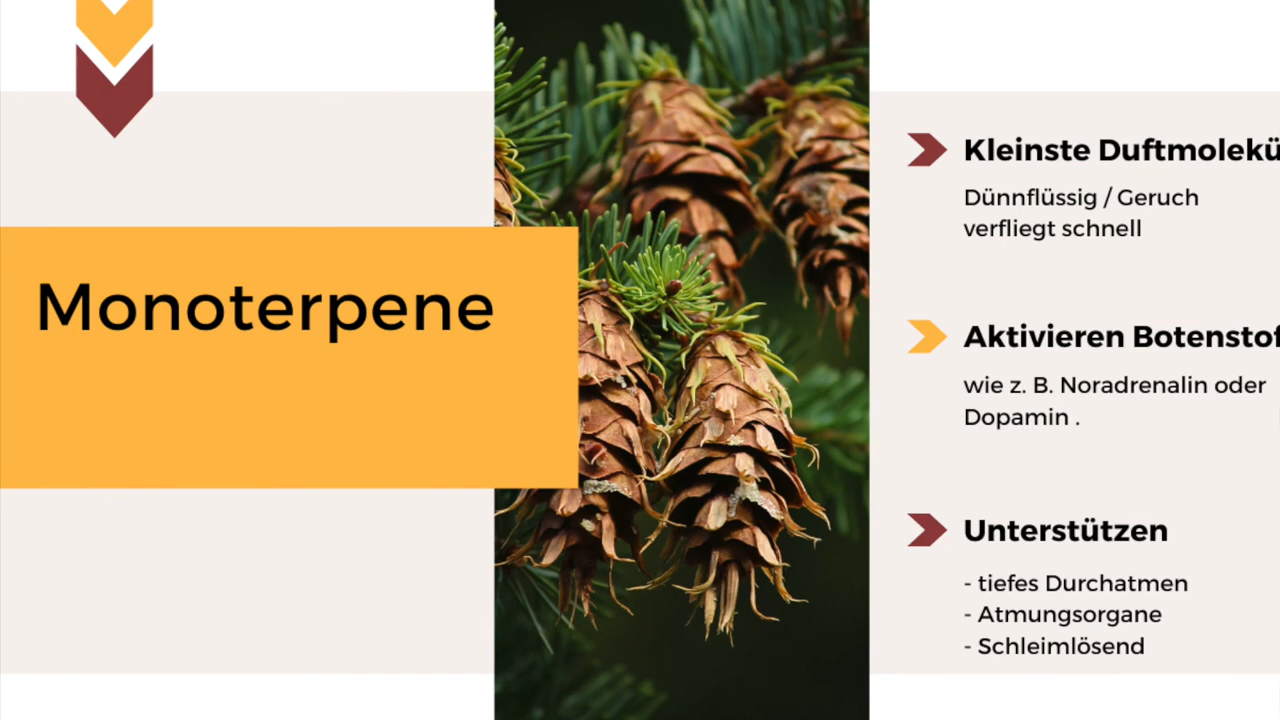 Monoterpene
Kleinste Duftmolekü
Dünnflüssig / Geruch
verfliegt schnell
Aktivieren Botenstof
wie z. B. Noradrenalin oder
Dopamin .
Unterstützen
- tiefes Durchatmen
- Atmungsorgane
- Schleimlösend